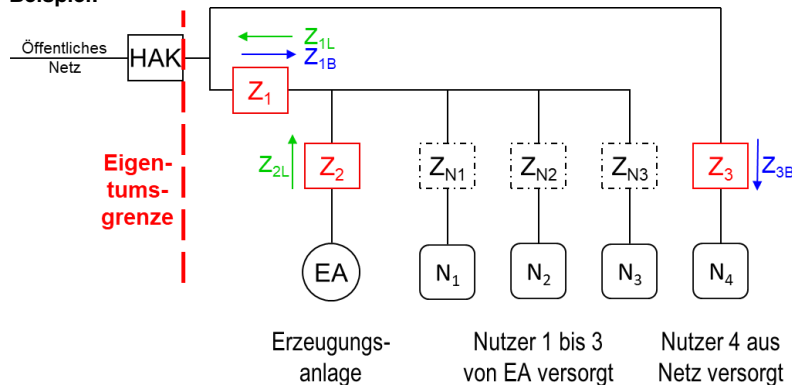 Beispiel:
Öffentliches
Netz
HAK
Z1L
Z1B
Z1
Eigen-
tums-
grenze
Z2L
Z2
ZN1
ZN2
ZN3
Z3
Z3B
EA
N1
N2
N3
N4
Erzeugungs-
anlage
Nutzer 1 bis 3
von EA versorgt
Nutzer 4 aus
Netz versorgt